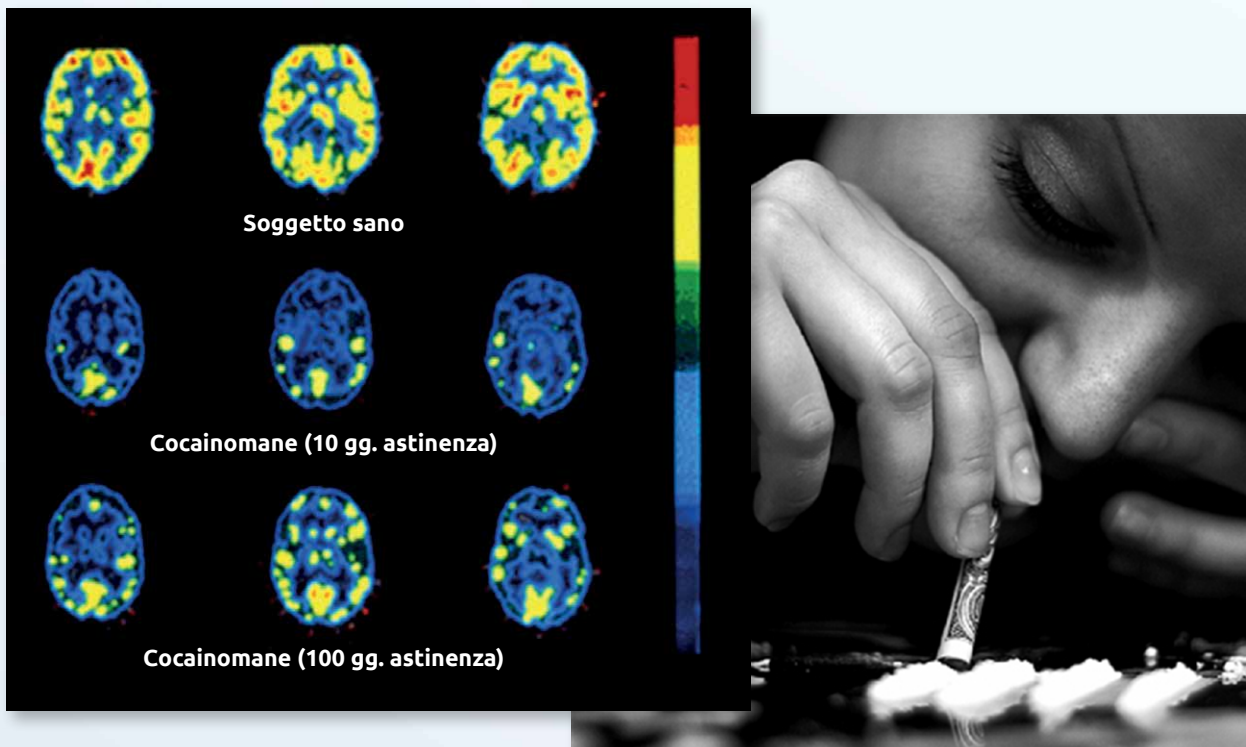 Soggetto sano
Cocainomane (10 gg. astinenza)
Cocainomane (100 gg. astinenza)